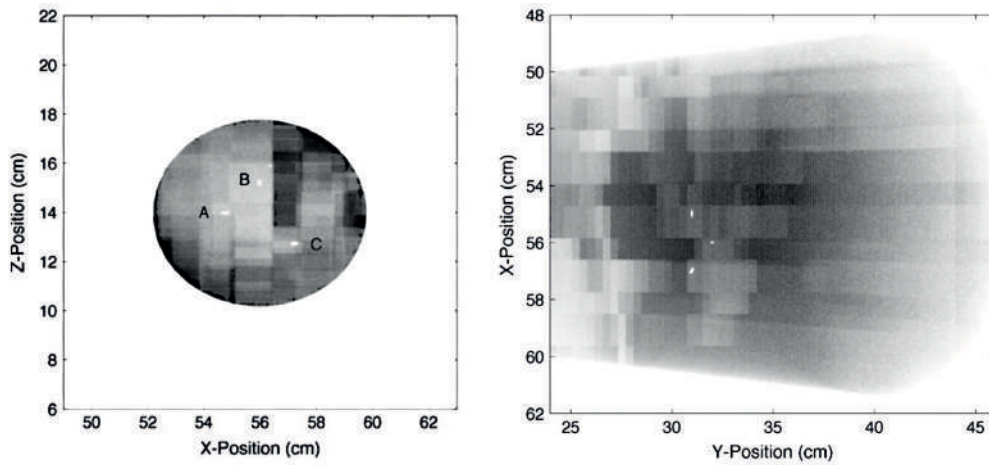 22
20
18
16
14
12
10
8
6
Z-Position (cm)
A
B
C
50 52 54 56 58 60 62
X-Position (cm)
48
50
52
54
56
58
60
62
X-Position (cm)
25 30 35 40 45
Y-Position (cm)